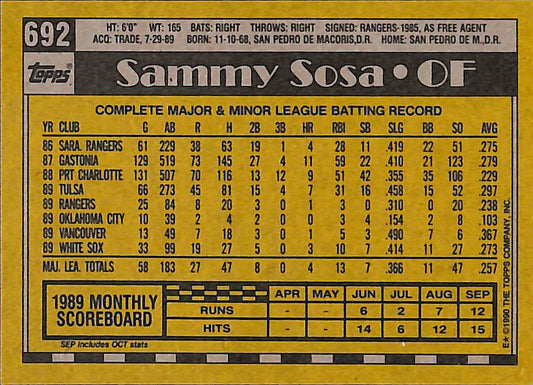 692
HT: 6'0" WT: 165 BATS: RIGHT THROWS: RIGHT SIGNED: RANGERS-1985, AS FREE AGENT
ACQ: TRADE, 7-29-89 BORN: 11-10-68, SAN PEDRO DE MACORIS, D.R. HOME: SAN PEDRO DE M., D.R.
Topps
Sammy Sosa • OF
COMPLETE MAJOR & MINOR LEAGUE BATTING RECORD
YR CLUB G AB R H 2B 3B HR RBI SB SLG BB SO AVG
86 SARA. RANGERS 61 229 38 63 19 1 4 28 11 .419 22 51 .275
87 GASTONIA 129 519 73 145 27 4 11 59 22 .410 21 123 .279
88 PRT CHARLOTTE 131 507 70 116 13 12 9 51 42 .355 35 106 .229
89 TULSA 66 273 45 81 15 4 7 31 16 .458 15 52 .297
89 RANGERS 25 84 8 20 3 0 1 3 0 .310 0 20 .238
89 OKLAHOMA CITY 10 39 2 4 2 0 0 3 4 .154 2 8 .103
89 VANCOUVER 13 49 7 18 3 0 1 5 3 .490 7 6 .367
89 WHITE SOX 33 99 19 27 5 0 3 10 7 .414 11 27 .273
MAJ. LEA. TOTALS 58 183 27 47 8 0 4 13 7 .366 11 47 .257
1989 MONTHLY SCOREBOARD
APR MAY JUN JUL AUG SEP
RUNS - - 6 2 7 12
HITS - - 14 6 12 15
SEP includes OCT stats
E★ ©1990 THE TOPPS COMPANY, INC.